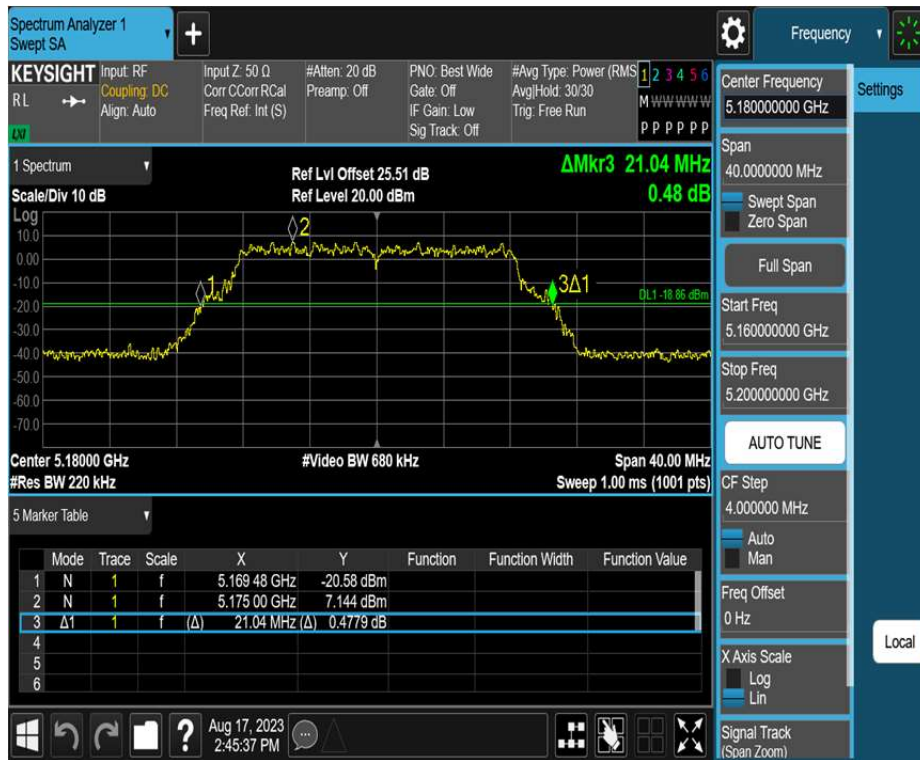 Spectrum Analyzer 1
Swept SA
+
Frequency
KEYSIGHT
RL
LXI
Input: RF
Coupling: DC
Align: Auto
Input Z: 50 Ω
Corr CCorr RCal
Freq Ref: Int (S)
#Atten: 20 dB
Preamp: Off
PNO: Best Wide
Gate: Off
IF Gain: Low
Sig Track: Off
#Avg Type: Power (RMS
Avg|Hold: 30/30
Trig: Free Run
1 2 3 4 5 6
M W W W W W
P P P P P P
Center Frequency
5.180000000 GHz
Settings
Span
40.0000000 MHz
Swept Span
Zero Span
Full Span
Start Freq
5.160000000 GHz
Stop Freq
5.200000000 GHz
AUTO TUNE
CF Step
4.000000 MHz
Auto
Man
Freq Offset
0 Hz
X Axis Scale
Log
Lin
Signal Track
(Span Zoom)
Local
1 Spectrum
Scale/Div 10 dB
Ref Lvl Offset 25.51 dB
Ref Level 20.00 dBm
ΔMkr3 21.04 MHz
0.48 dB
Log
10.0
0.00
-10.0
-20.0
-30.0
-40.0
-50.0
-60.0
-70.0
1
2
3Δ1
DL1 -18.86 dBm
Center 5.18000 GHz
#Res BW 220 kHz
#Video BW 680 kHz
Span 40.00 MHz
Sweep 1.00 ms (1001 pts)
5 Marker Table
Mode Trace Scale X Y Function Function Width Function Value
1 N 1 f 5.169 48 GHz -20.58 dBm
2 N 1 f 5.175 00 GHz 7.144 dBm
3 Δ1 1 f (Δ) 21.04 MHz (Δ) 0.4779 dB
4
5
6
?
Aug 17, 2023
2:45:37 PM